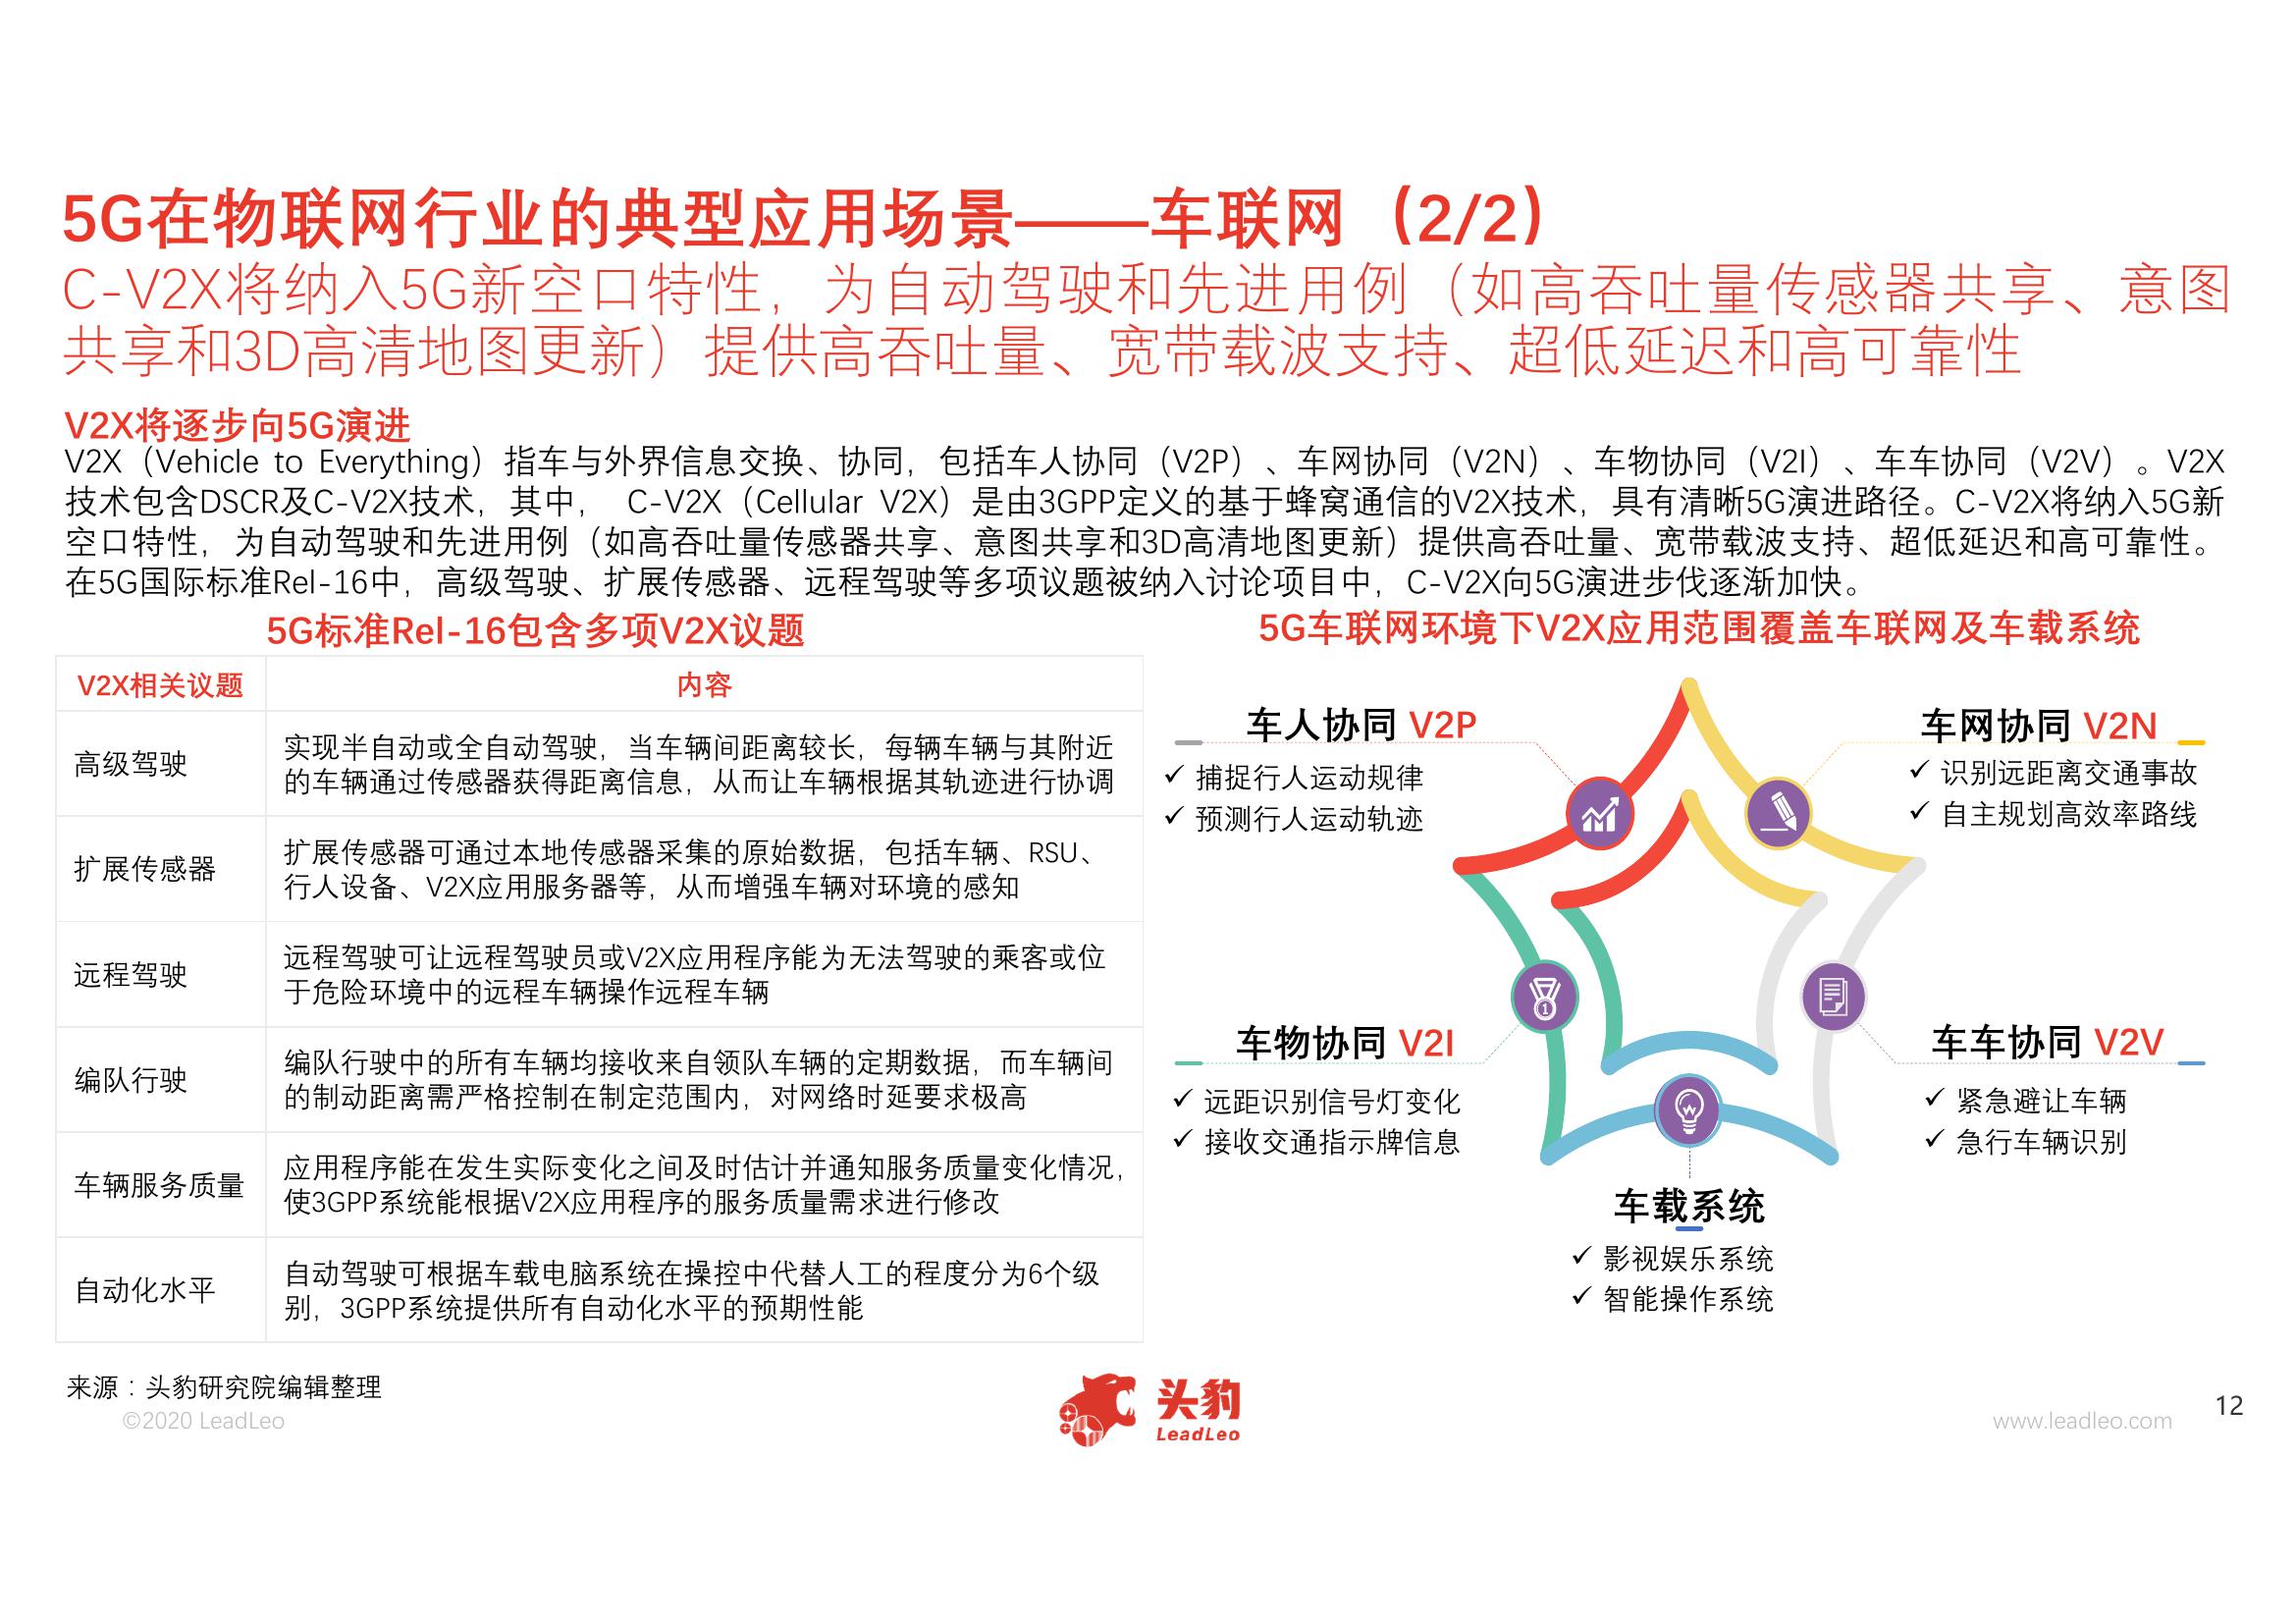 5G在物联网行业的典型应用场景——车联网（2/2）
C-V2X将纳入5G新空口特性，为自动驾驶和先进用例（如高吞吐量传感器共享、意图
共享和3D高清地图更新）提供高吞吐量、宽带载波支持、超低延迟和高可靠性
V2X将逐步向5G演进
V2X（Vehicle to Everything）指车与外界信息交换、协同，包括车人协同（V2P）、车网协同（V2N）、车物协同（V2I）、车车协同（V2V）。V2X
技术包含DSCR及C-V2X技术，其中， C-V2X（Cellular V2X）是由3GPP定义的基于蜂窝通信的V2X技术，具有清晰5G演进路径。C-V2X将纳入5G新
空口特性，为自动驾驶和先进用例（如高吞吐量传感器共享、意图共享和3D高清地图更新）提供高吞吐量、宽带载波支持、超低延迟和高可靠性。
在5G国际标准Rel-16中，高级驾驶、扩展传感器、远程驾驶等多项议题被纳入讨论项目中，C-V2X向5G演进步伐逐渐加快。
5G标准Rel-16包含多项V2X议题
V2X相关议题 内容
高级驾驶
实现半自动或全自动驾驶，当车辆间距离较长，每辆车辆与其附近
的车辆通过传感器获得距离信息，从而让车辆根据其轨迹进行协调
扩展传感器
扩展传感器可通过本地传感器采集的原始数据，包括车辆、RSU、
行人设备、V2X应用服务器等，从而增强车辆对环境的感知
远程驾驶
远程驾驶可让远程驾驶员或V2X应用程序能为无法驾驶的乘客或位
于危险环境中的远程车辆操作远程车辆
编队行驶
编队行驶中的所有车辆均接收来自领队车辆的定期数据，而车辆间
的制动距离需严格控制在制定范围内，对网络时延要求极高
车辆服务质量
应用程序能在发生实际变化之间及时估计并通知服务质量变化情况，
使3GPP系统能根据V2X应用程序的服务质量需求进行修改
自动化水平
自动驾驶可根据车载电脑系统在操控中代替人工的程度分为6个级
别，3GPP系统提供所有自动化水平的预期性能
5G车联网环境下V2X应用范围覆盖车联网及车载系统
车人协同 V2P
✓ 捕捉行人运动规律
✓ 预测行人运动轨迹
车网协同 V2N
✓ 识别远距离交通事故
✓ 自主规划高效率路线
车物协同 V2I
✓ 远距识别信号灯变化
✓ 接收交通指示牌信息
车车协同 V2V
✓ 紧急避让车辆
✓ 急行车辆识别
1
车载系统
✓ 影视娱乐系统
✓ 智能操作系统
来源：头豹研究院编辑整理
©2020 LeadLeo
头豹
LeadLeo
www.leadleo.com
12